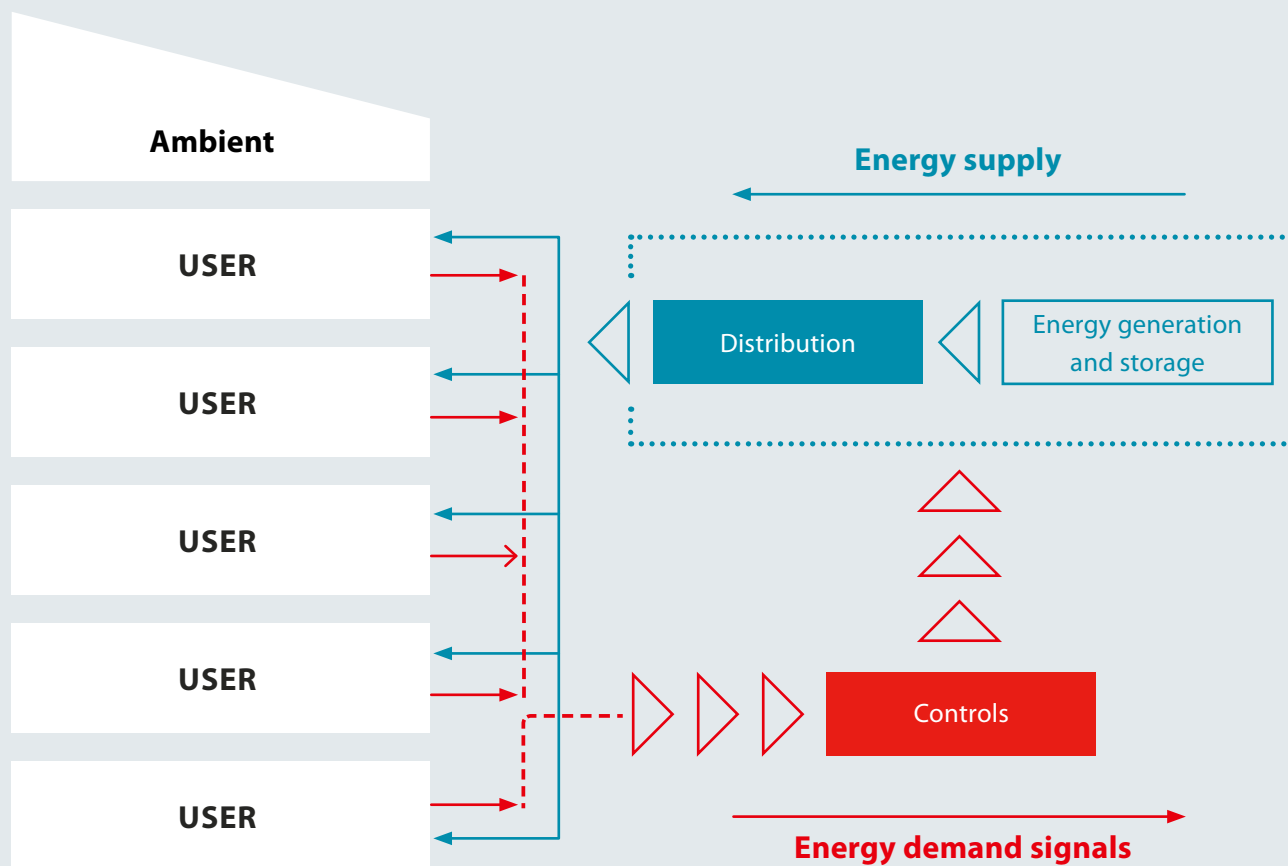 Ambient
Energy supply
USER
Distribution
Energy generation
and storage
USER
USER
USER
Controls
USER
Energy demand signals